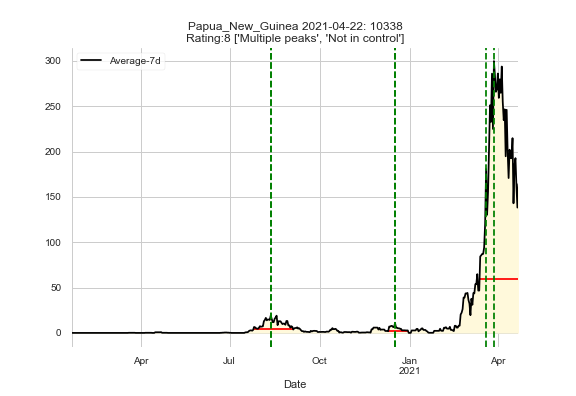 Papua_New_Guinea 2021-04-22: 10338
Rating:8 ['Multiple peaks', 'Not in control']
Average-7d
300
250
200
150
100
50
0
Apr
Jul
Oct
Jan
2021
Apr
Date